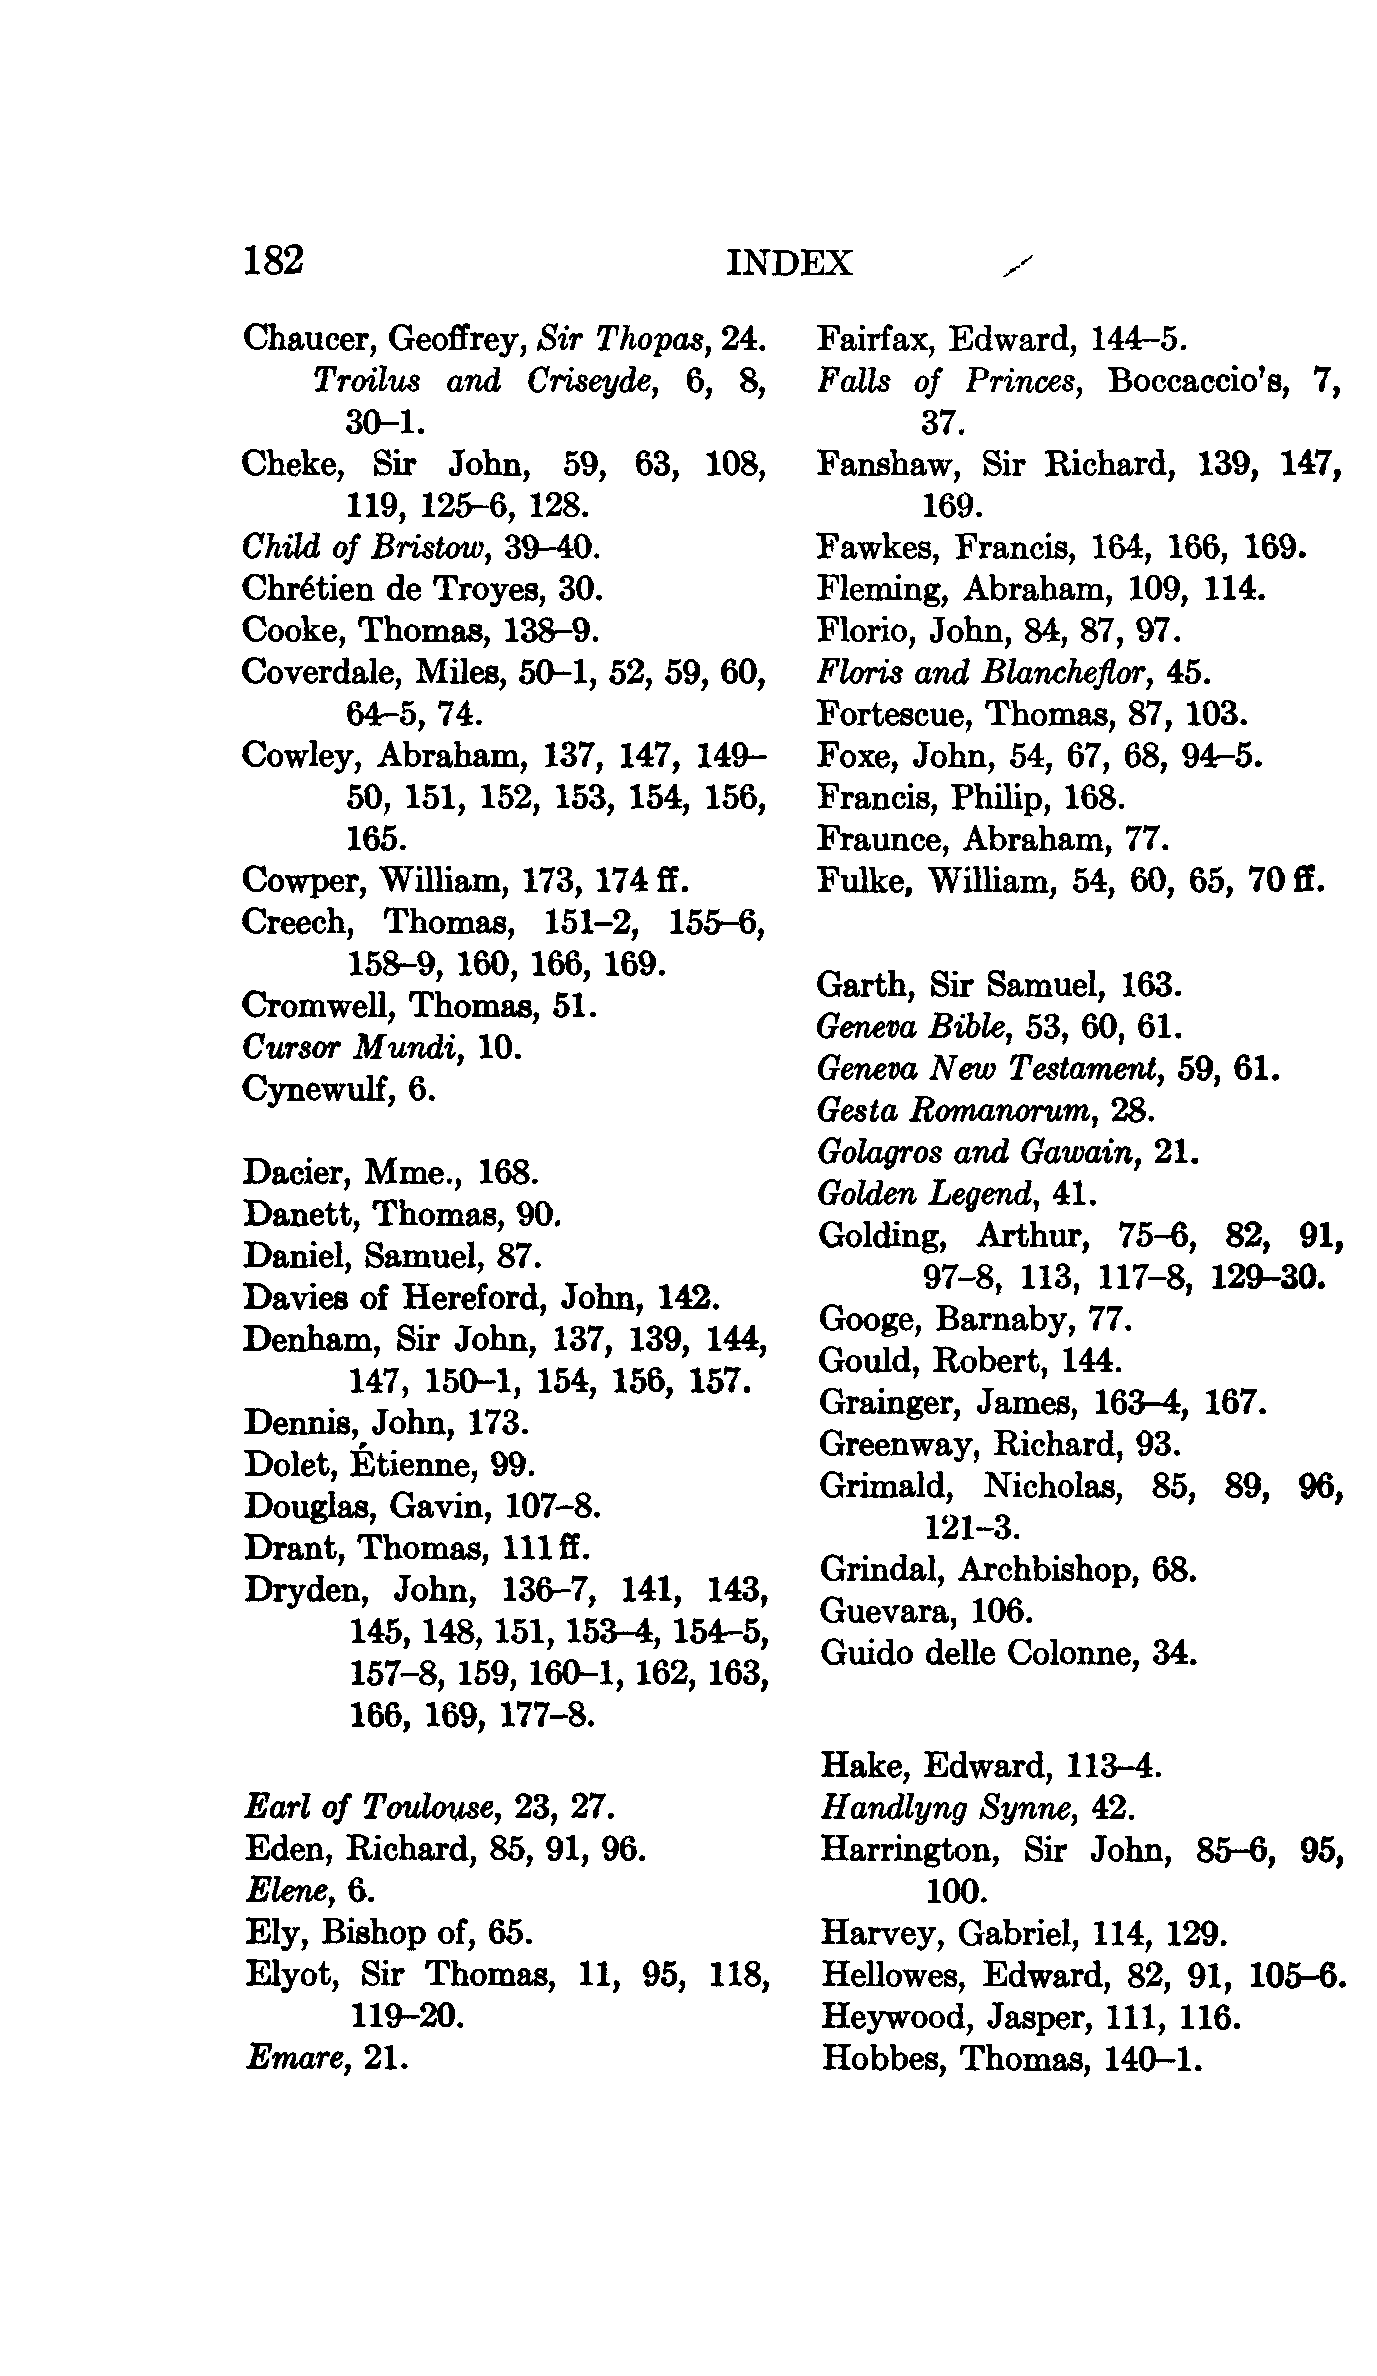 182 INDEX
Chaucer, Geoffrey, Sir Thopas, 24.
Troilus and Criseyde, 6, 8,
30–1.
Cheke, Sir John, 59, 63, 108,
119, 125–6, 128.
Child of Bristow, 39–40.
Chrétien de Troyes, 30.
Cooke, Thomas, 138–9.
Coverdale, Miles, 50–1, 52, 59, 60,
64–5, 74.
Cowley, Abraham, 137, 147, 149–
50, 151, 152, 153, 154, 156,
165.
Cowper, William, 173, 174 ff.
Creech, Thomas, 151–2, 155–6,
158–9, 160, 166, 169.
Cromwell, Thomas, 51.
Cursor Mundi, 10.
Cynewulf, 6.
Dacier, Mme., 168.
Danett, Thomas, 90.
Daniel, Samuel, 87.
Davies of Hereford, John, 142.
Denham, Sir John, 137, 139, 144,
147, 150–1, 154, 156, 157.
Dennis, John, 173.
Dolet, Étienne, 99.
Douglas, Gavin, 107–8.
Drant, Thomas, 111 ff.
Dryden, John, 136–7, 141, 143,
145, 148, 151, 153–4, 154–5,
157–8, 159, 160–1, 162, 163,
166, 169, 177–8.
Earl of Toulouse, 23, 27.
Eden, Richard, 85, 91, 96.
Elene, 6.
Ely, Bishop of, 65.
Elyot, Sir Thomas, 11, 95, 118,
119–20.
Emare, 21.
Fairfax, Edward, 144–5.
Falls of Princes, Boccaccio's, 7,
37.
Fanshaw, Sir Richard, 139, 147,
169.
Fawkes, Francis, 164, 166, 169.
Fleming, Abraham, 109, 114.
Florio, John, 84, 87, 97.
Floris and Blancheflor, 45.
Fortescue, Thomas, 87, 103.
Foxe, John, 54, 67, 68, 94–5.
Francis, Philip, 168.
Fraunce, Abraham, 77.
Fulke, William, 54, 60, 65, 70 ff.
Garth, Sir Samuel, 163.
Geneva Bible, 53, 60, 61.
Geneva New Testament, 59, 61.
Gesta Romanorum, 28.
Golagros and Gawain, 21.
Golden Legend, 41.
Golding, Arthur, 75–6, 82, 91,
97–8, 113, 117–8, 129–30.
Googe, Barnaby, 77.
Gould, Robert, 144.
Grainger, James, 163–4, 167.
Greenway, Richard, 93.
Grimald, Nicholas, 85, 89, 96,
121–3.
Grindal, Archbishop, 68.
Guevara, 106.
Guido delle Colonne, 34.
Hake, Edward, 113–4.
Handlyng Synne, 42.
Harrington, Sir John, 85–6, 95,
100.
Harvey, Gabriel, 114, 129.
Hellowes, Edward, 82, 91, 105–6.
Heywood, Jasper, 111, 116.
Hobbes, Thomas, 140–1.